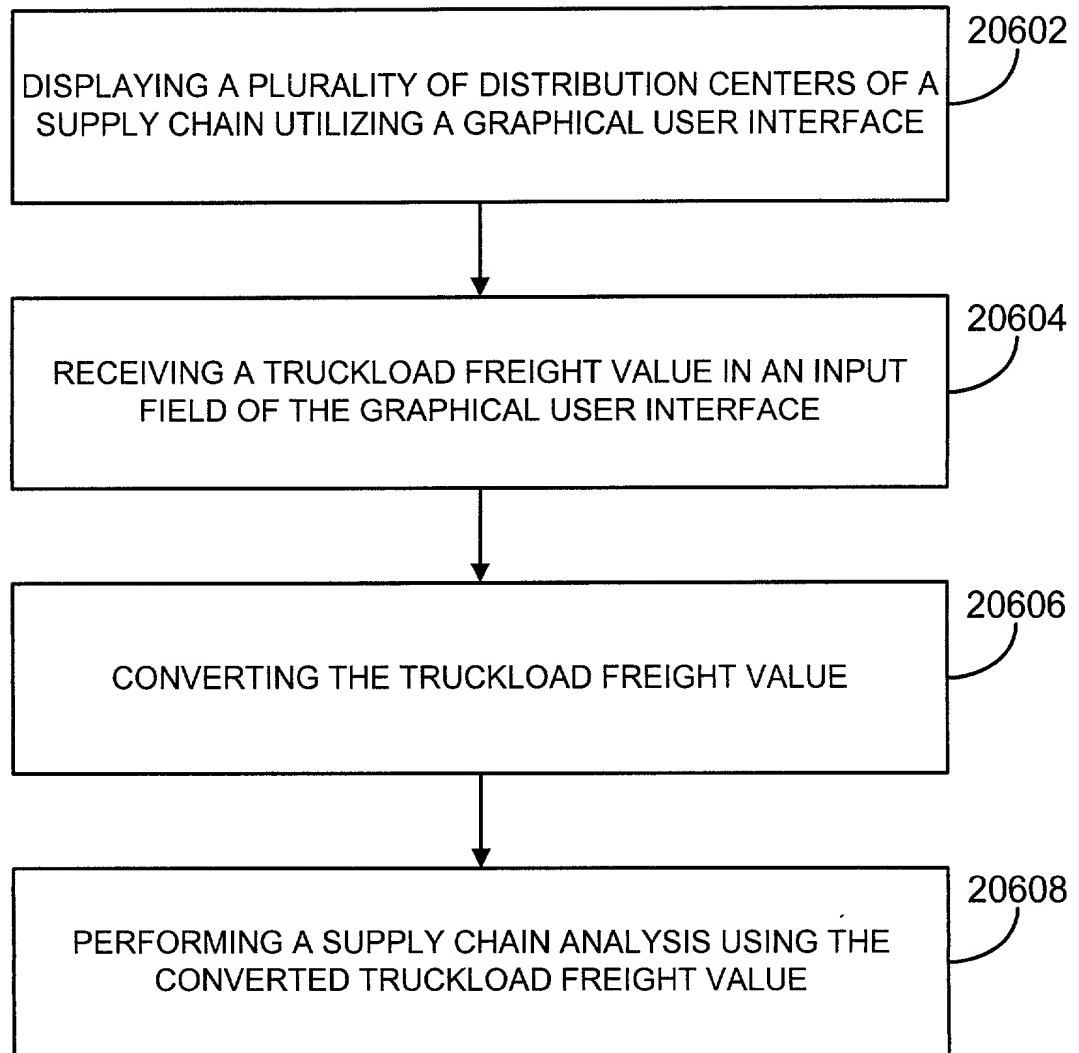 20602
DISPLAYING A PLURALITY OF DISTRIBUTION CENTERS OF A
SUPPLY CHAIN UTILIZING A GRAPHICAL USER INTERFACE
20604
RECEIVING A TRUCKLOAD FREIGHT VALUE IN AN INPUT
FIELD OF THE GRAPHICAL USER INTERFACE
20606
CONVERTING THE TRUCKLOAD FREIGHT VALUE
20608
PERFORMING A SUPPLY CHAIN ANALYSIS USING THE
CONVERTED TRUCKLOAD FREIGHT VALUE